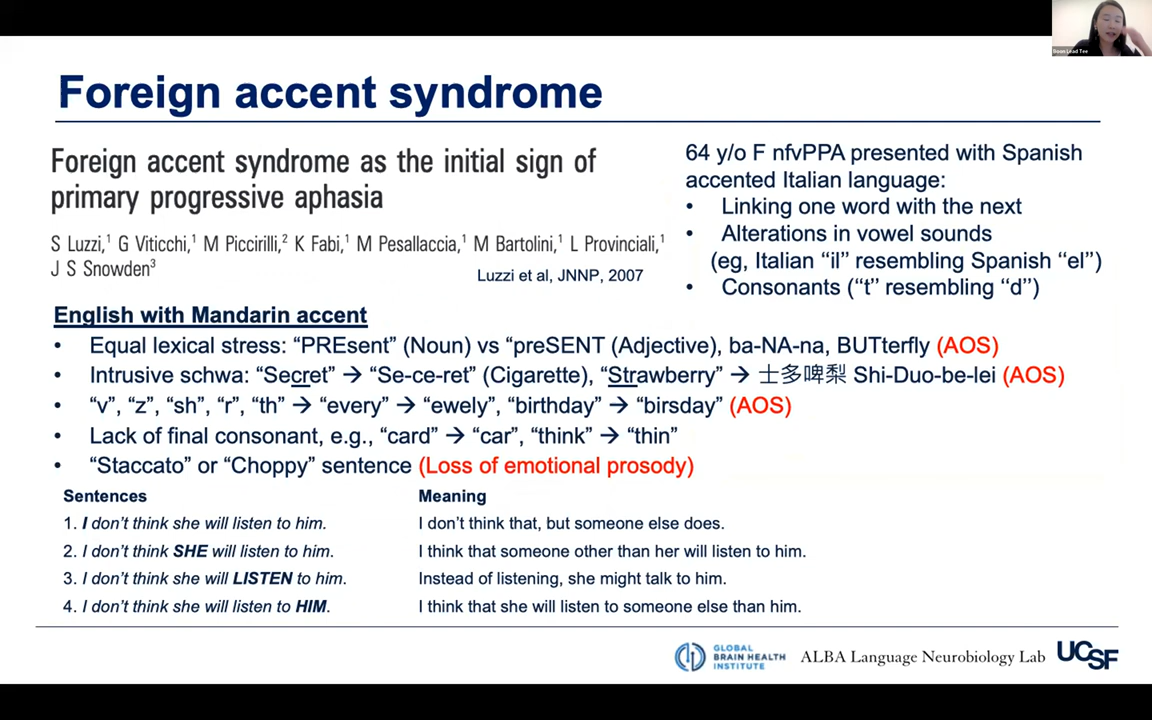 Boon Lead Tee
Foreign accent syndrome
Foreign accent syndrome as the initial sign of
primary progressive aphasia
S Luzzi,¹ G Viticchi,¹ M Piccirilli,² K Fabi,¹ M Pesallaccia,¹ M Bartolini,¹ L Provinciali,¹
J S Snowden³
Luzzi et al, JNNP, 2007
64 y/o F nfvPPA presented with Spanish
accented Italian language:
• Linking one word with the next
• Alterations in vowel sounds
(eg, Italian “il” resembling Spanish “el”)
• Consonants (“t” resembling “d”)
English with Mandarin accent
• Equal lexical stress: “PREsent” (Noun) vs “preSENT (Adjective), ba-NA-na, BUTterfly (AOS)
• Intrusive schwa: “Secret” → “Se-ce-ret” (Cigarette), “Strawberry” → 士多啤梨 Shi-Duo-be-lei (AOS)
• “v”, “z”, “sh”, “r”, “th” → “every” → “ewely”, “birthday” → “birsday” (AOS)
• Lack of final consonant, e.g., “card” → “car”, “think” → “thin”
• “Staccato” or “Choppy” sentence (Loss of emotional prosody)
Sentences Meaning
1. I don’t think she will listen to him. I don’t think that, but someone else does.
2. I don’t think SHE will listen to him. I think that someone other than her will listen to him.
3. I don’t think she will LISTEN to him. Instead of listening, she might talk to him.
4. I don’t think she will listen to HIM. I think that she will listen to someone else than him.
GLOBAL
BRAIN HEALTH
INSTITUTE
ALBA Language Neurobiology Lab
UCSF